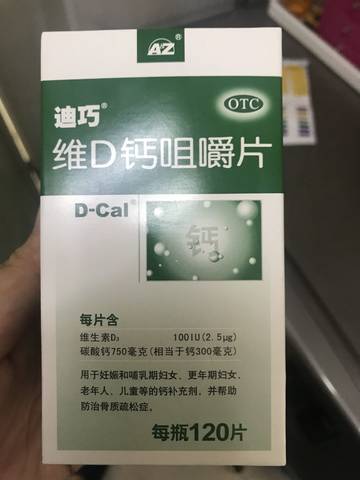 AZ®
OTC
迪巧®
维D钙咀嚼片
D-Cal®
钙
每片含
维生素D₃ 100IU(2.5μg)
碳酸钙750毫克(相当于钙300毫克)
用于妊娠和哺乳期妇女、更年期妇女、
老年人、儿童等的钙补充剂，并帮助
防治骨质疏松症。
每瓶120片